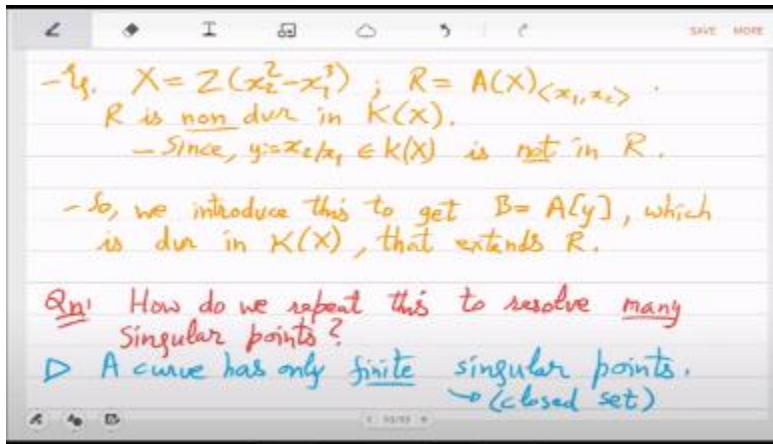 SAVE MORE
- Eg. X = Z(x₂²-x₁³) ; R = A(X)<x₁,x₂> .
R is non dvr in K(X).
- Since, y:=x₂/x₁ ∈ K(X) is not in R.
- So, we introduce this to get B= A[y], which
is dvr in K(X), that extends R.
Qn: How do we repeat this to resolve many
Singular points?
▷ A curve has only finite singular points.
↳ (closed set)